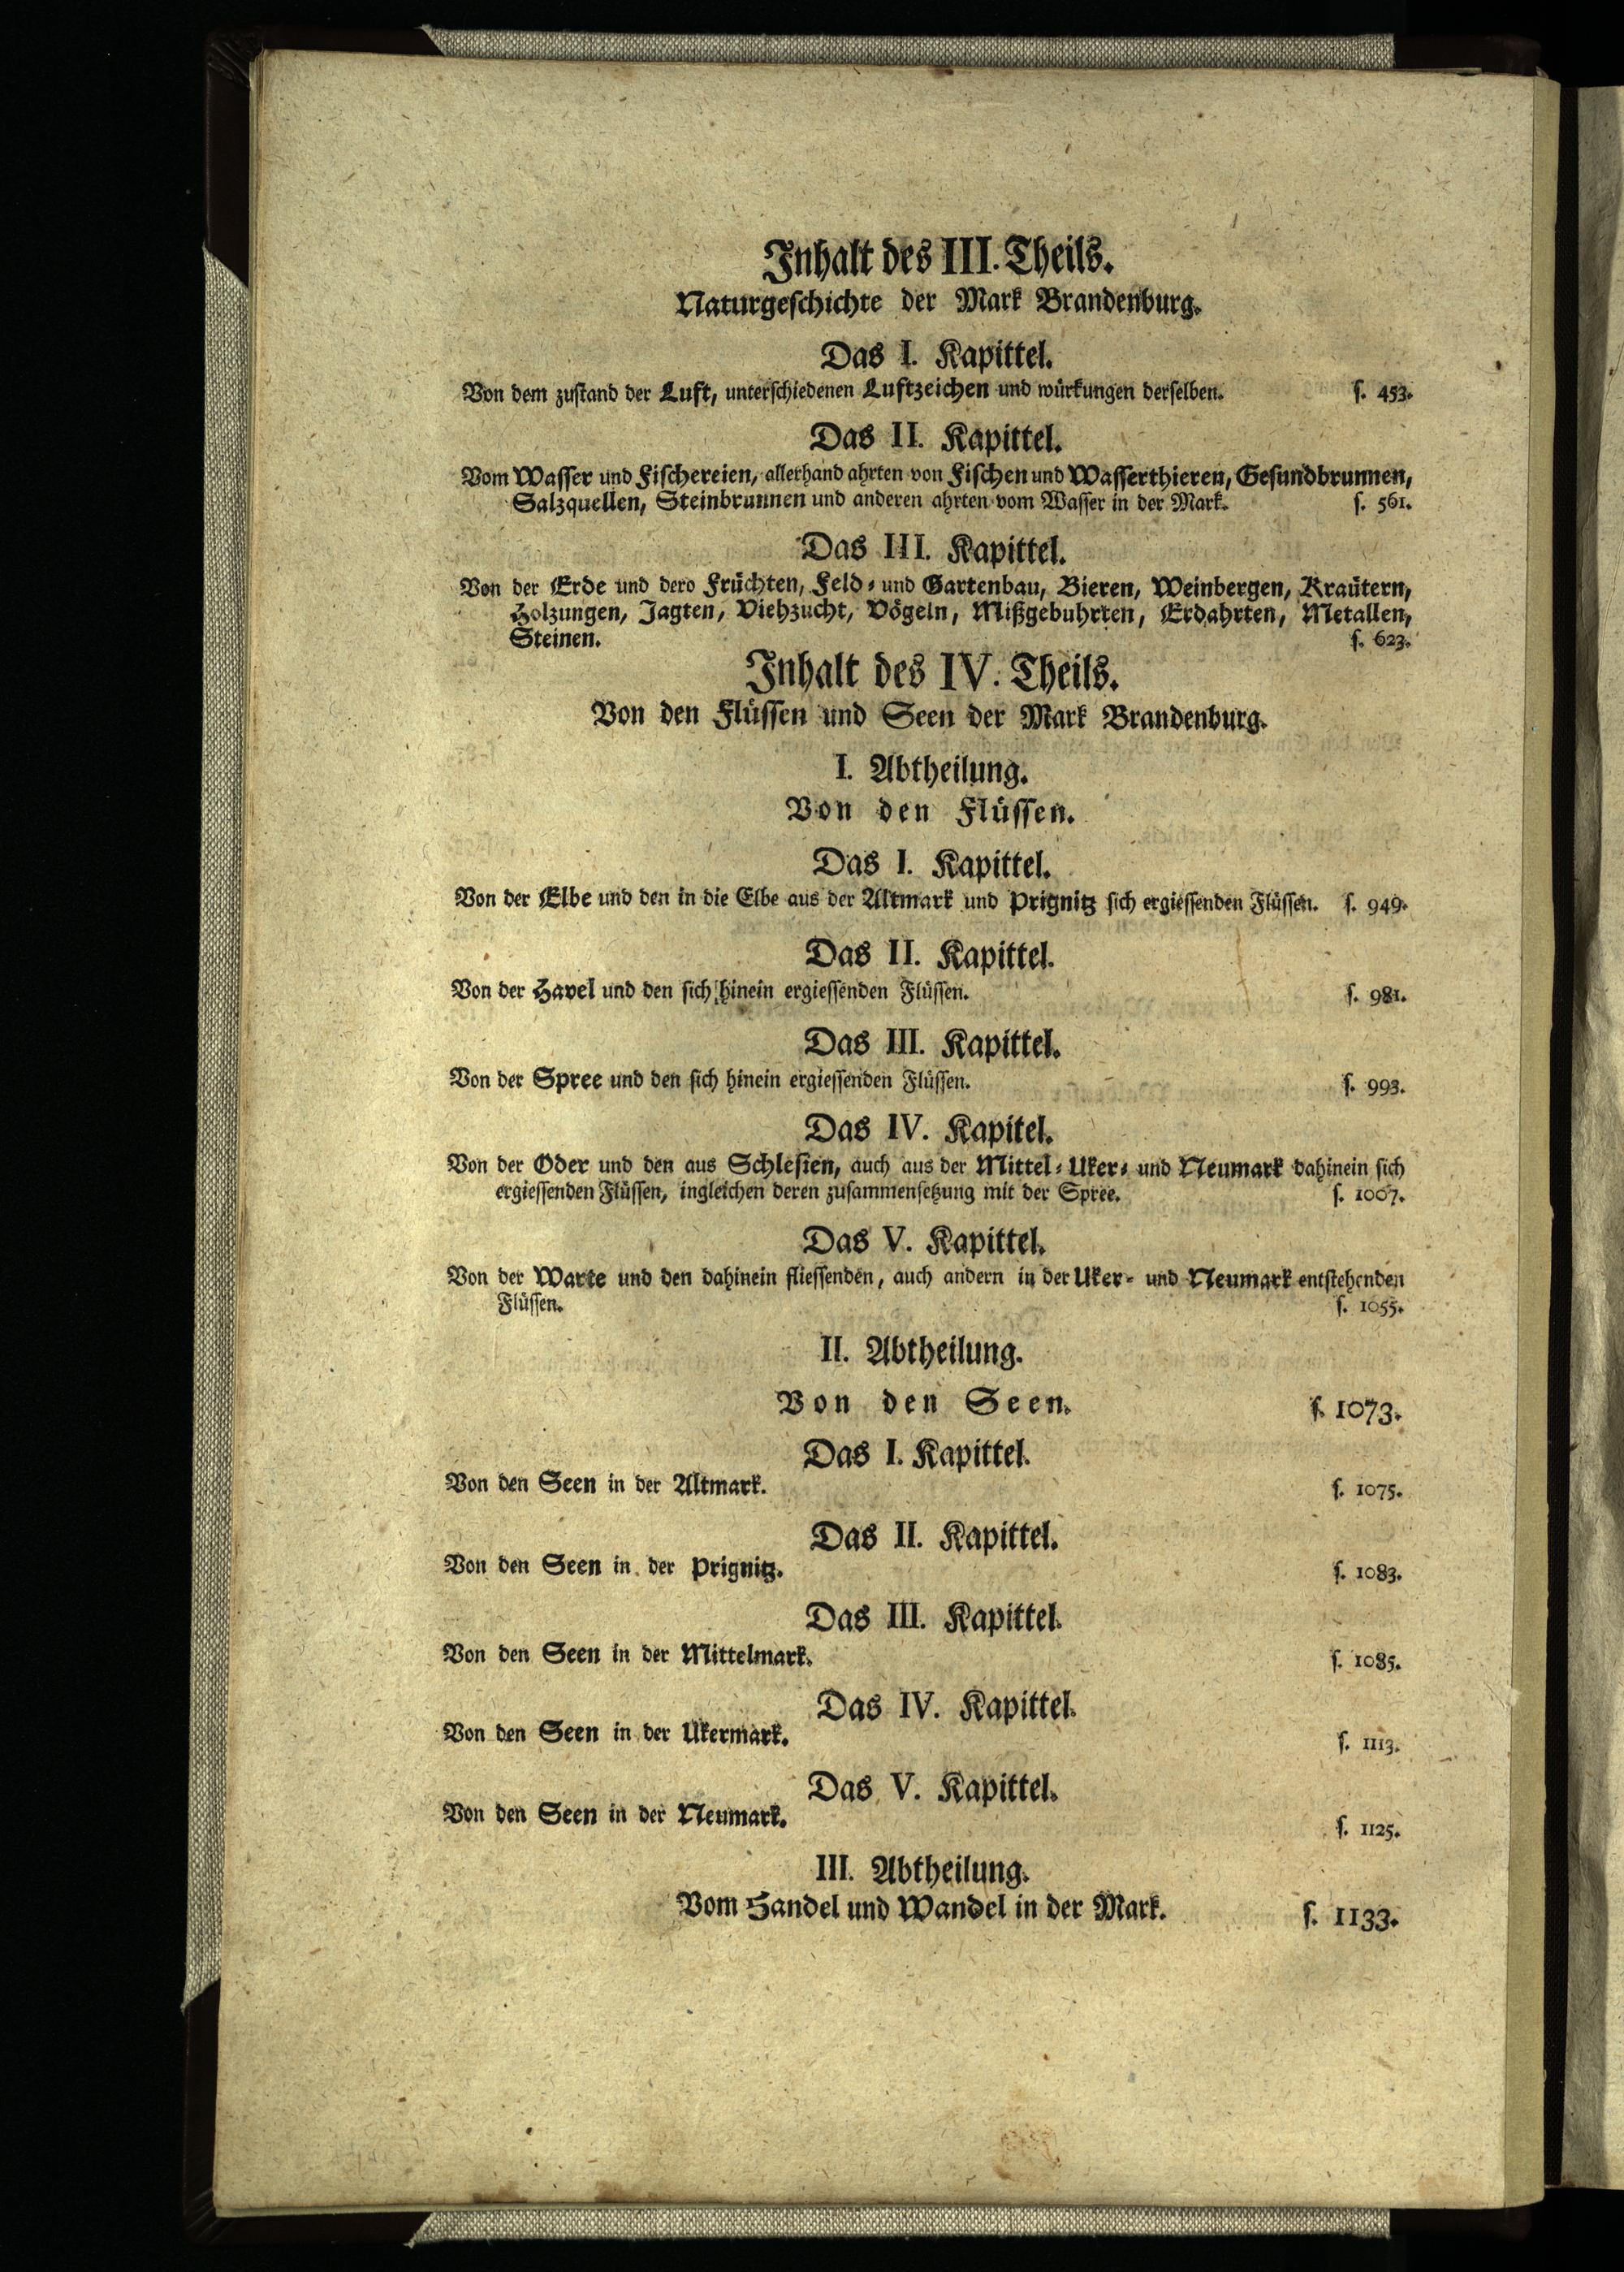 Inhalt des III. Theils.
Naturgeschichte der Mark Brandenburg.
Das I. Kapittel.
Von dem zustand der Luft, unterschiedenen Luftzeichen und würkungen derselben. s. 453.
Das II. Kapittel.
Vom Wasser und Fischereien, allerhand ahrten von Fischen und Wasserthieren, Gesundbrunnen,
Salzquellen, Steinbrunnen und anderen ahrten vom Wasser in der Mark. s. 561.
Das III. Kapittel.
Von der Erde und dero Früchten, Feld- und Gartenbau, Bieren, Weinbergen, Kraütern,
Holzungen, Jagten, Viehzucht, Vögeln, Mißgebuhrten, Erdahrten, Metallen,
Steinen. s. 623.
Inhalt des IV. Theils.
Von den Flüssen und Seen der Mark Brandenburg.
I. Abtheilung.
Von den Flüssen.
Das I. Kapittel.
Von der Elbe und den in die Elbe aus der Altmark und Prignitz sich ergiessenden Flüssen. s. 949.
Das II. Kapittel.
Von der Havel und den sich hinein ergiessenden Flüssen. s. 981.
Das III. Kapittel.
Von der Spree und den sich hinein ergiessenden Flüssen. s. 993.
Das IV. Kapitel.
Von der Oder und den aus Schlesien, auch aus der Mittel- Uker- und Neumark dahinein sich
ergiessenden Flüssen, ingleichen deren zusammensetzung mit der Spree. s. 1007.
Das V. Kapittel.
Von der Warte und den dahinein fliessenden, auch andern in der Uker- und Neumark entstehenden
Flüssen. s. 1055.
II. Abtheilung.
Von den Seen. s. 1073.
Das I. Kapittel.
Von den Seen in der Altmark. s. 1075.
Das II. Kapittel.
Von den Seen in der Prignitz. s. 1083.
Das III. Kapittel.
Von den Seen in der Mittelmark. s. 1085.
Das IV. Kapittel.
Von den Seen in der Ukermark. s. 1113.
Das V. Kapittel.
Von den Seen in der Neumark. s. 1125.
III. Abtheilung.
Vom Handel und Wandel in der Mark. s. 1133.